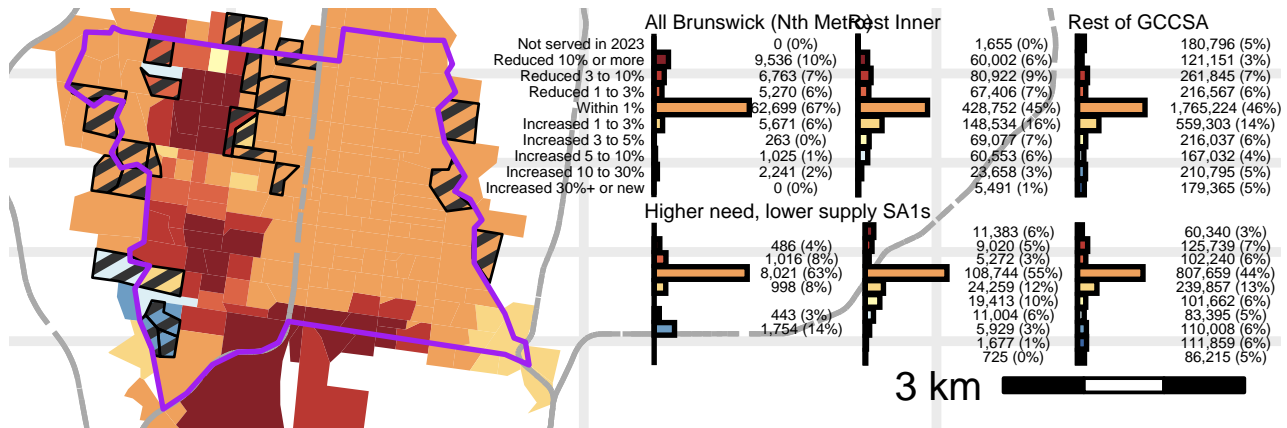 All Brunswick (Nth Metro) Rest Inner Rest of GCCSA
Not served in 2023 0 (0%) 1,655 (0%) 180,796 (5%)
Reduced 10% or more 9,536 (10%) 60,002 (6%) 121,151 (3%)
Reduced 3 to 10% 6,763 (7%) 80,922 (9%) 261,845 (7%)
Reduced 1 to 3% 5,270 (6%) 67,406 (7%) 216,567 (6%)
Within 1% 62,699 (67%) 428,752 (45%) 1,765,224 (46%)
Increased 1 to 3% 5,671 (6%) 148,534 (16%) 559,303 (14%)
Increased 3 to 5% 263 (0%) 69,077 (7%) 216,037 (6%)
Increased 5 to 10% 1,025 (1%) 60,553 (6%) 167,032 (4%)
Increased 10 to 30% 2,241 (2%) 23,658 (3%) 210,795 (5%)
Increased 30%+ or new 0 (0%) 5,491 (1%) 179,365 (5%)
Higher need, lower supply SA1s
11,383 (6%) 60,340 (3%)
486 (4%) 9,020 (5%) 125,739 (7%)
1,016 (8%) 5,272 (3%) 102,240 (6%)
8,021 (63%) 108,744 (55%) 807,659 (44%)
998 (8%) 24,259 (12%) 239,857 (13%)
19,413 (10%) 101,662 (6%)
443 (3%) 11,004 (6%) 83,395 (5%)
1,754 (14%) 5,929 (3%) 110,008 (6%)
1,677 (1%) 111,859 (6%)
725 (0%) 86,215 (5%)
3 km